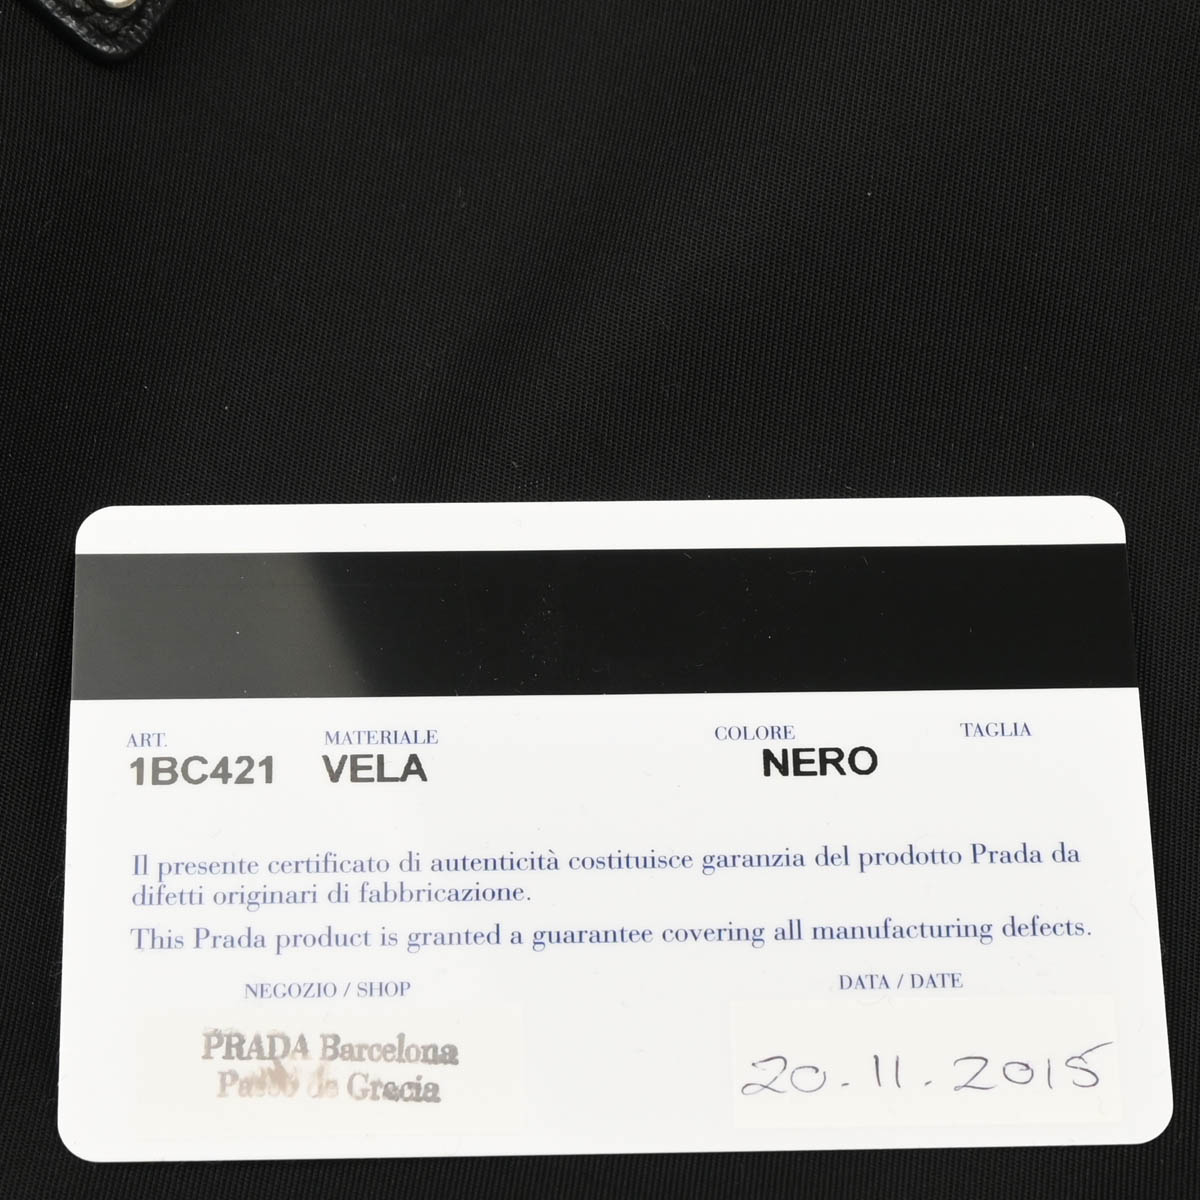 ART. MATERIALE COLORE TAGLIA
1BC421 VELA NERO
Il presente certificato di autenticità costituisce garanzia del prodotto Prada da
difetti originari di fabbricazione.
This Prada product is granted a guarantee covering all manufacturing defects.
NEGOZIO / SHOP DATA / DATE
PRADA Barcelona
Grecia
20.11.2015